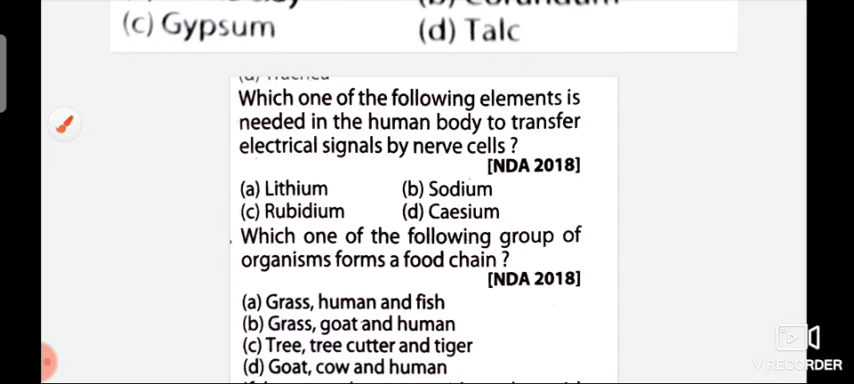 (c) Gypsum (d) Talc
Which one of the following elements is
needed in the human body to transfer
electrical signals by nerve cells ?
[NDA 2018]
(a) Lithium (b) Sodium
(c) Rubidium (d) Caesium
. Which one of the following group of
organisms forms a food chain ?
[NDA 2018]
(a) Grass, human and fish
(b) Grass, goat and human
(c) Tree, tree cutter and tiger
(d) Goat, cow and human
V RECORDER